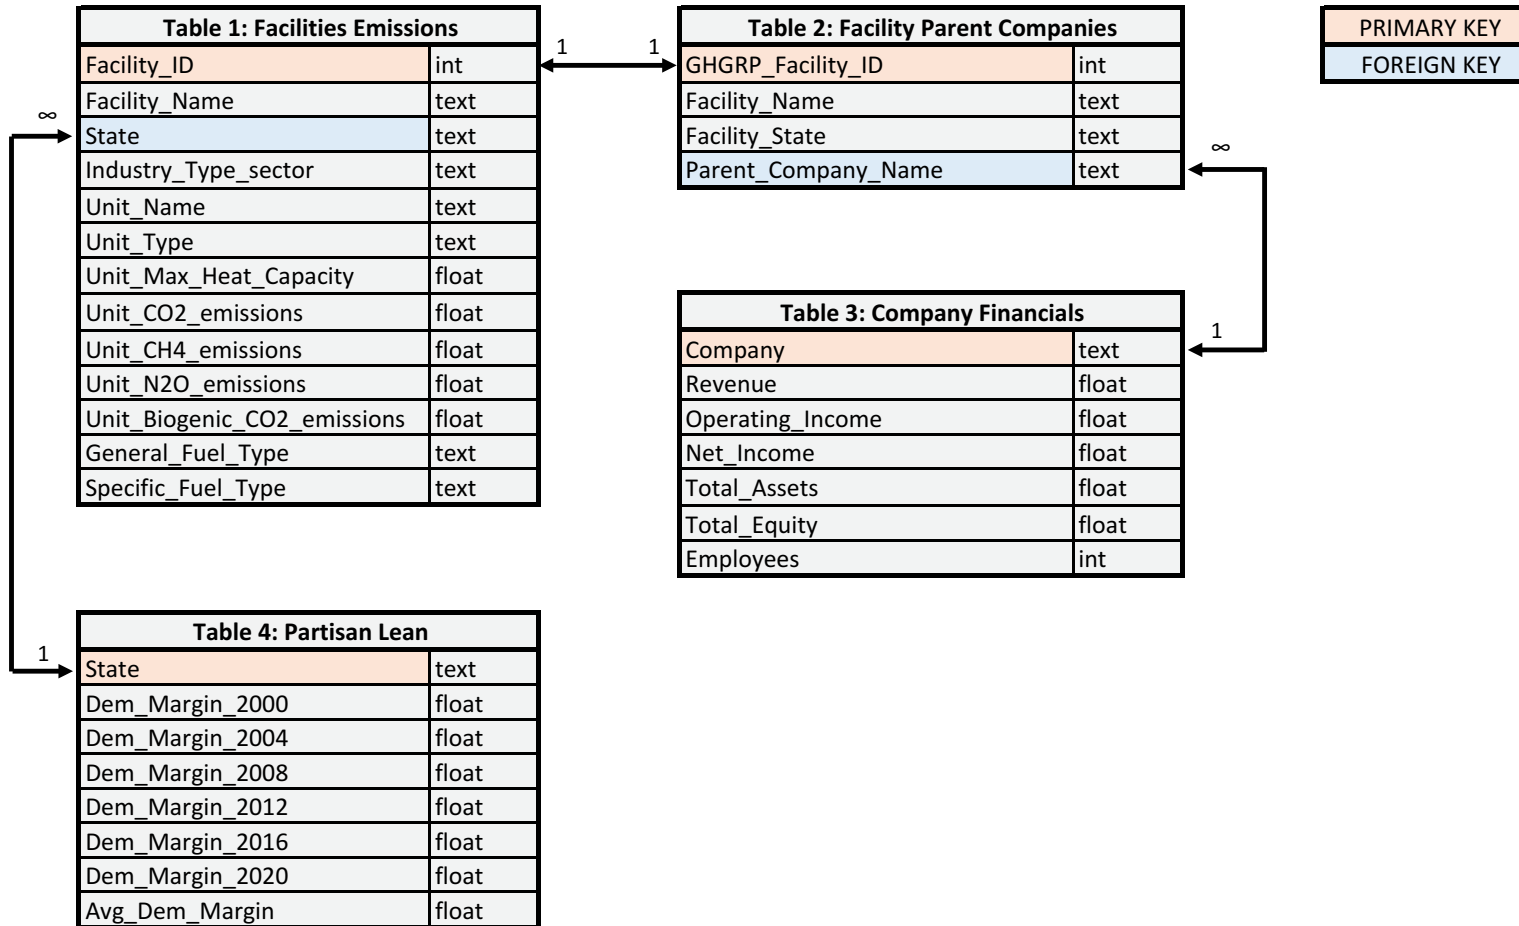 Table 1: Facilities Emissions
Facility_ID int
Facility_Name text
State text
Industry_Type_sector text
Unit_Name text
Unit_Type text
Unit_Max_Heat_Capacity float
Unit_CO2_emissions float
Unit_CH4_emissions float
Unit_N2O_emissions float
Unit_Biogenic_CO2_emissions float
General_Fuel_Type text
Specific_Fuel_Type text
1 1
Table 2: Facility Parent Companies
GHGRP_Facility_ID int
Facility_Name text
Facility_State text
Parent_Company_Name text
PRIMARY KEY
FOREIGN KEY
∞
∞
1
Table 3: Company Financials
Company text
Revenue float
Operating_Income float
Net_Income float
Total_Assets float
Total_Equity float
Employees int
1
Table 4: Partisan Lean
State text
Dem_Margin_2000 float
Dem_Margin_2004 float
Dem_Margin_2008 float
Dem_Margin_2012 float
Dem_Margin_2016 float
Dem_Margin_2020 float
Avg_Dem_Margin float